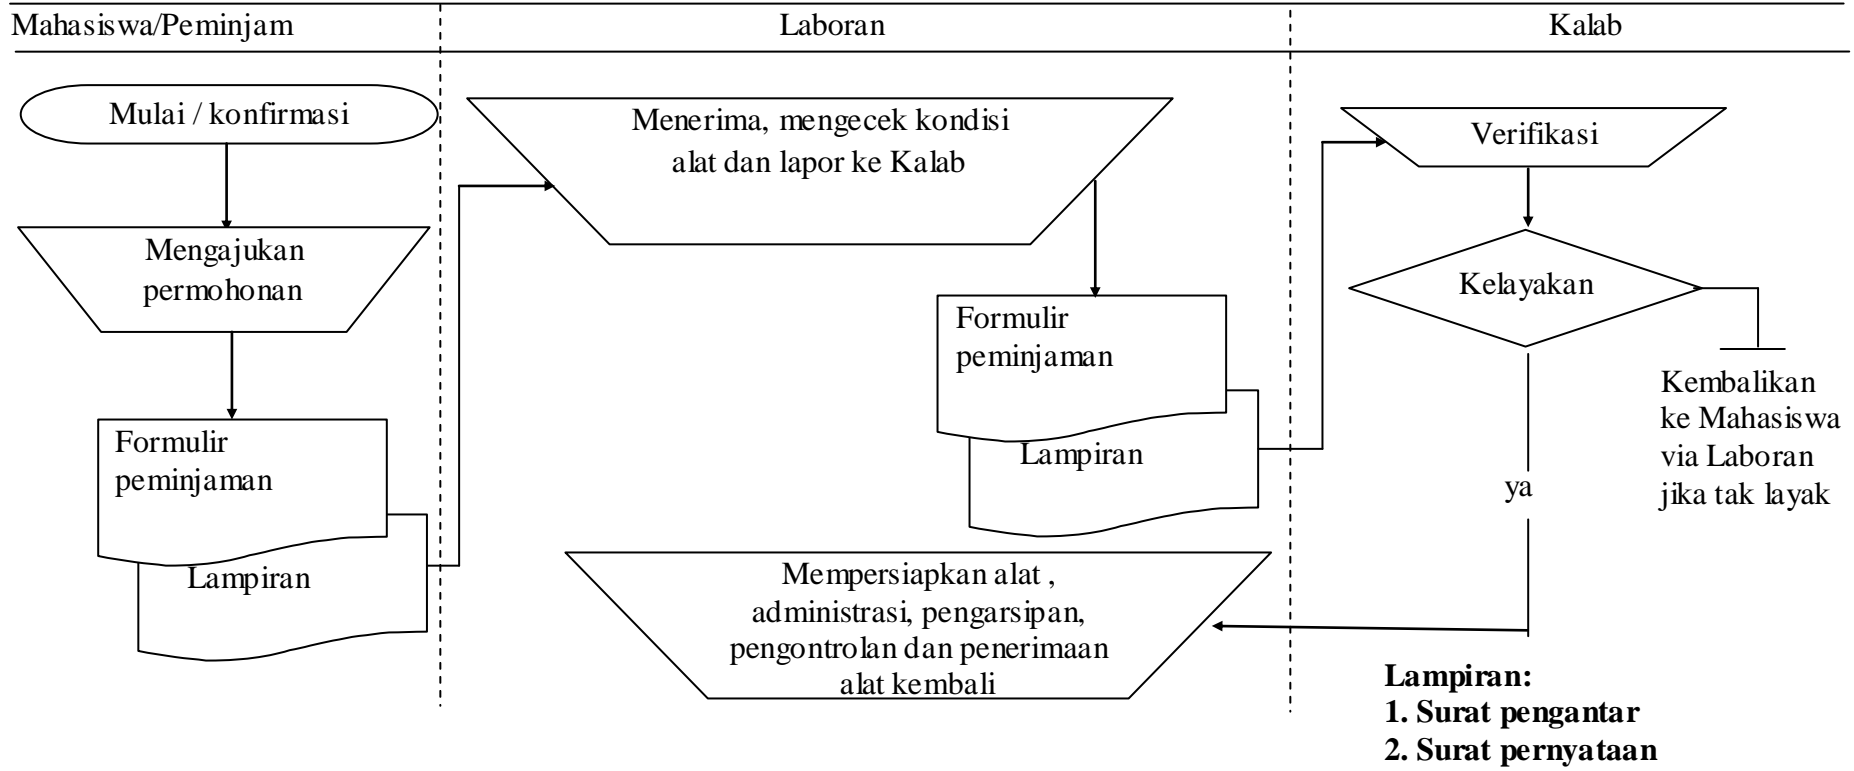 Mahasiswa/Peminjam
Laboran
Kalab
Mulai / konfirmasi
Mengajukan
permohonan
Formulir
peminjaman
Lampiran
Menerima, mengecek kondisi
alat dan lapor ke Kalab
Formulir
peminjaman
Lampiran
Verifikasi
Kelayakan
Kembalikan
ke Mahasiswa
via Laboran
jika tak layak
ya
Mempersiapkan alat ,
administrasi, pengarsipan,
pengontrolan dan penerimaan
alat kembali
Lampiran:
1. Surat pengantar
2. Surat pernyataan